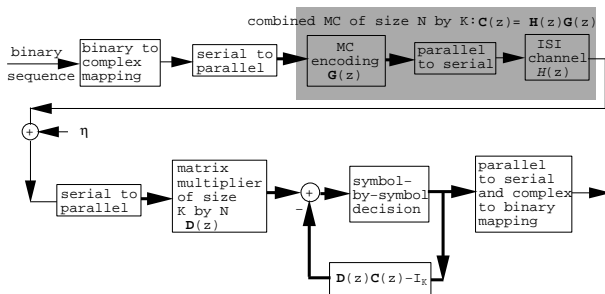 combined MC of size N by K: C(z)= H(z)G(z)
binary
sequence
binary to
complex
mapping
serial to
parallel
MC
encoding
G(z)
parallel
to serial
ISI
channel
H(z)
+
η
serial to
parallel
matrix
multiplier
of size
K by N
D(z)
+
−
symbol-
by-symbol
decision
parallel
to serial
and complex
to binary
mapping
D(z)C(z)−I_K